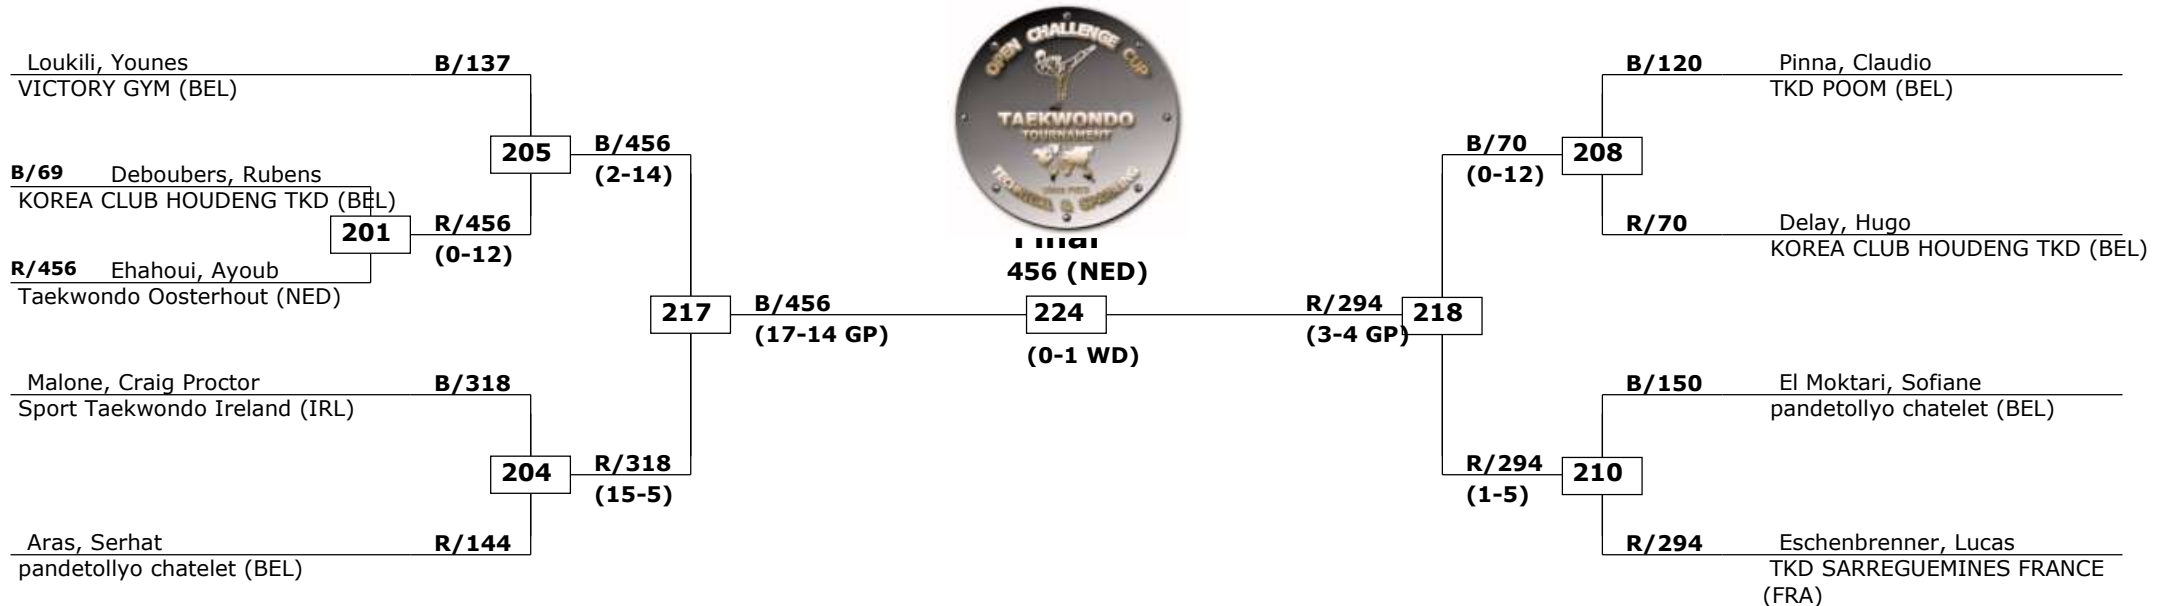 Loukili, Younes
B/137
VICTORY GYM (BEL)
B/69 Deboubers, Rubens
KOREA CLUB HOUDENG TKD (BEL)
R/456 Ehahoui, Ayoub
Taekwondo Oosterhout (NED)
201
R/456
(0-12)
205
B/456
(2-14)
Malone, Craig Proctor
B/318
Sport Taekwondo Ireland (IRL)
Aras, Serhat
R/144
pandetollyo chatelet (BEL)
204
R/318
(15-5)
217
B/456
(17-14 GP)
OPEN CHALLENGE CUP
TAEKWONDO
TOURNAMENT
TECHNICAL & SPARRING
Final
456 (NED)
224
(0-1 WD)
R/294
(3-4 GP)
218
B/70
(0-12)
208
B/120
Pinna, Claudio
TKD POOM (BEL)
R/70
Delay, Hugo
KOREA CLUB HOUDENG TKD (BEL)
R/294
(1-5)
210
B/150
El Moktari, Sofiane
pandetollyo chatelet (BEL)
R/294
Eschenbrenner, Lucas
TKD SARREGUEMINES FRANCE
(FRA)